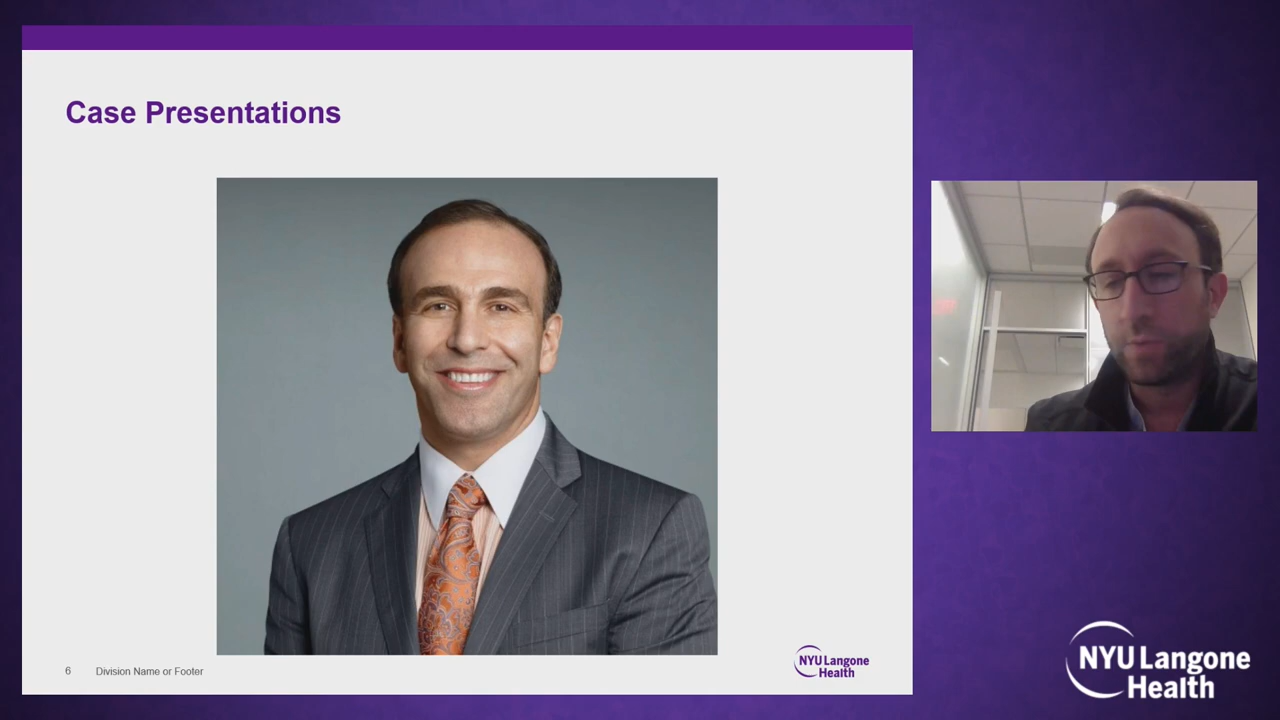 Case Presentations
6 Division Name or Footer
NYU Langone
Health
NYU Langone
Health